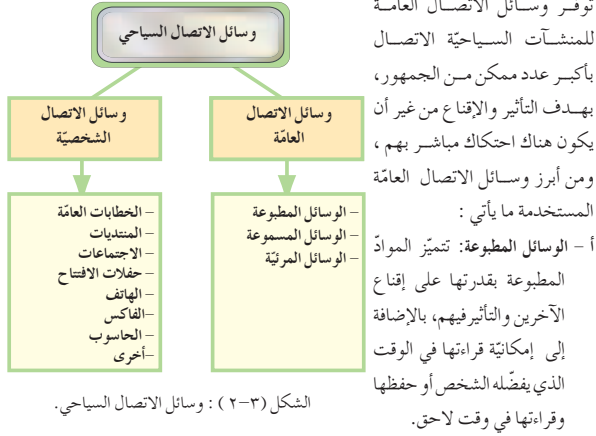 توفر وسائل الاتصال العامة
للمنشآت السياحيّة الاتصال
بأكبر عدد ممكن من الجمهور،
بهدف التأثير والإقناع من غير أن
يكون هناك احتكاك مباشر بهم ،
ومن أبرز وسائل الاتصال العامّة
المستخدمة ما يأتي :
أ – الوسائل المطبوعة: تتميّز الموادّ
المطبوعة بقدرتها على إقناع
الآخرين والتأثيرفيهم، بالإضافة
إلى إمكانيّة قراءتها في الوقت
الذي يفضّله الشخص أو حفظها
وقراءتها في وقت لاحق.
وسائل الاتصال السياحي
وسائل الاتصال
العامّة
– الوسائل المطبوعة
– الوسائل المسموعة
– الوسائل المرئيّة
وسائل الاتصال
الشخصيّة
– الخطابات العامّة
– المنتديات
– الاجتماعات
– حفلات الافتتاح
– الهاتف
–الفاكس
– الحاسوب
–أخرى
الشكل (٣-٢ ) : وسائل الاتصال السياحي.